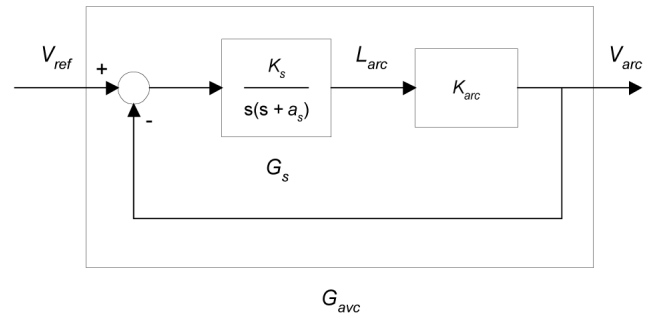 V_ref
+
-
K_s
s(s + a_s)
G_s
L_arc
K_arc
V_arc
G_avc